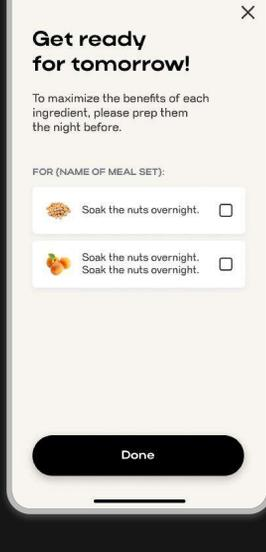 Get ready
for tomorrow!
To maximize the benefits of each
ingredient, please prep them
the night before.
FOR (NAME OF MEAL SET):
Soak the nuts overnight.
Soak the nuts overnight.
Soak the nuts overnight.
Done